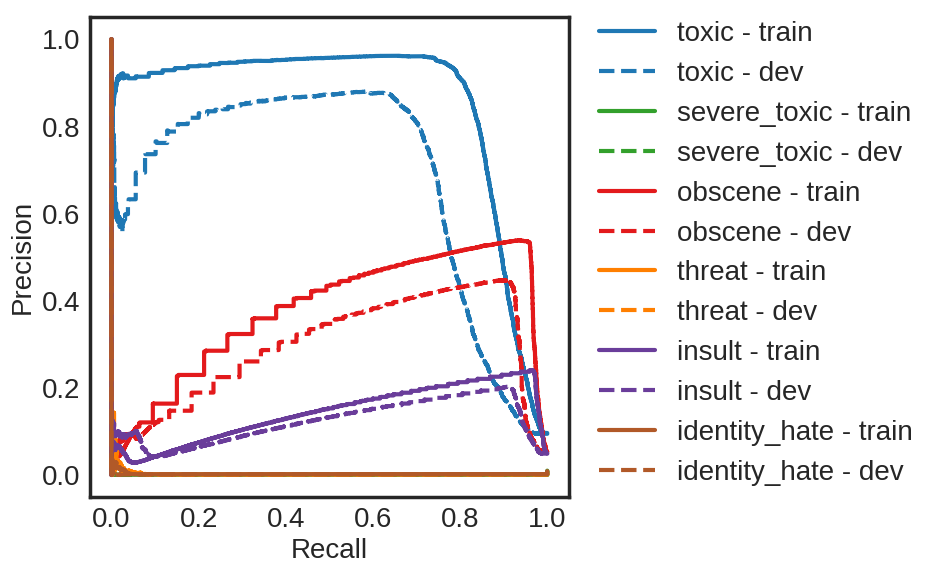 1.0
0.8
0.6
0.4
0.2
0.0
Precision
0.0 0.2 0.4 0.6 0.8 1.0
Recall
toxic - train
toxic - dev
severe_toxic - train
severe_toxic - dev
obscene - train
obscene - dev
threat - train
threat - dev
insult - train
insult - dev
identity_hate - train
identity_hate - dev